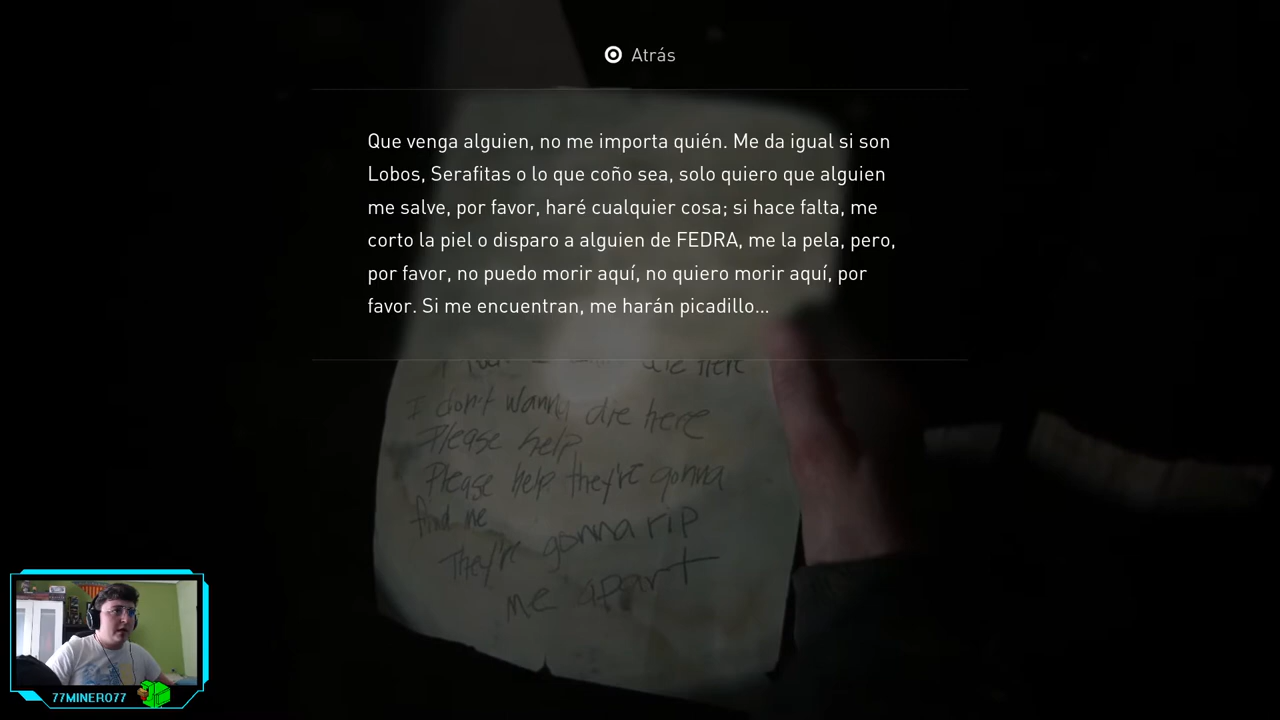 Atrás
Que venga alguien, no me importa quién. Me da igual si son
Lobos, Serafitas o lo que coño sea, solo quiero que alguien
me salve, por favor, haré cualquier cosa; si hace falta, me
corto la piel o disparo a alguien de FEDRA, me la pela, pero,
por favor, no puedo morir aquí, no quiero morir aquí, por
favor. Si me encuentran, me harán picadillo...
die here
I don't wanna die here
Please help
Please help they're gonna
find me
They're gonna rip
me apart
77MINERO77